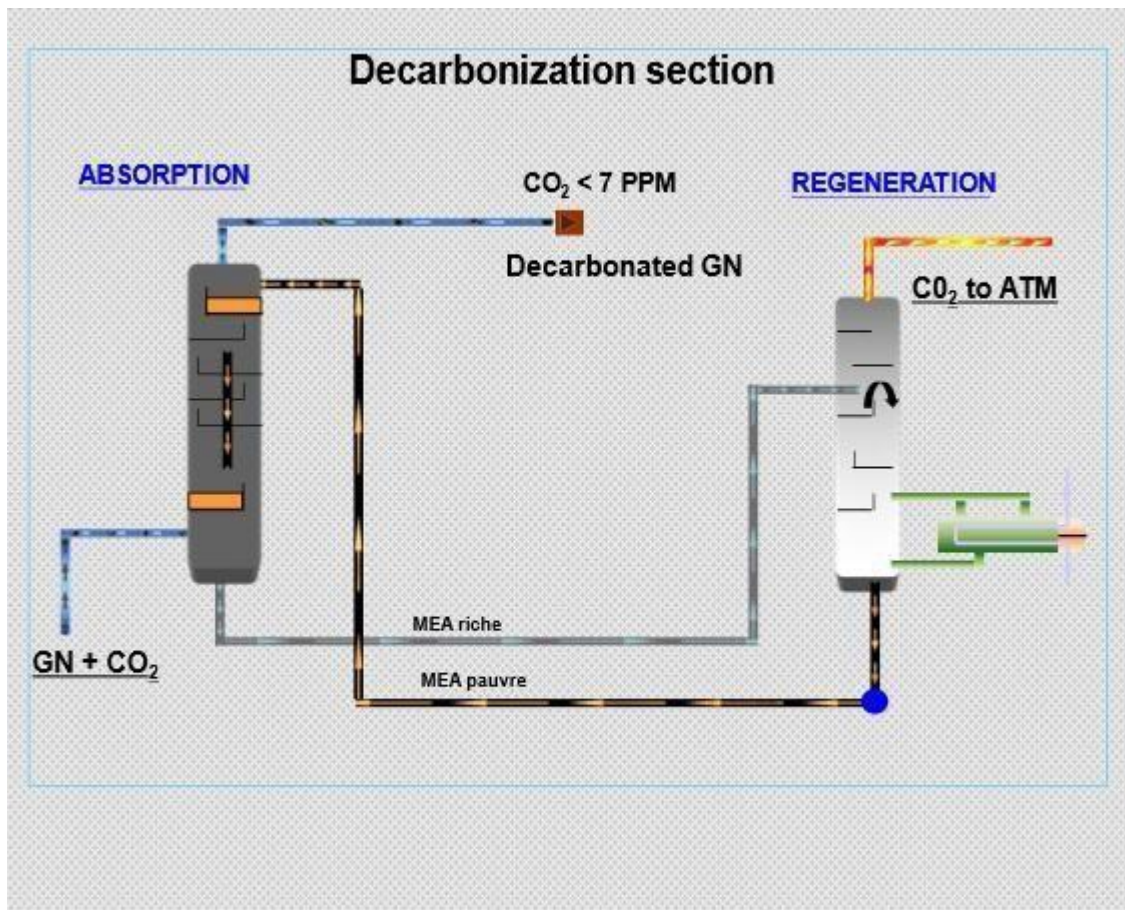 Decarbonization section
ABSORPTION
CO₂ < 7 PPM
REGENERATION
Decarbonated GN
C0₂ to ATM
MEA riche
GN + CO₂
MEA pauvre